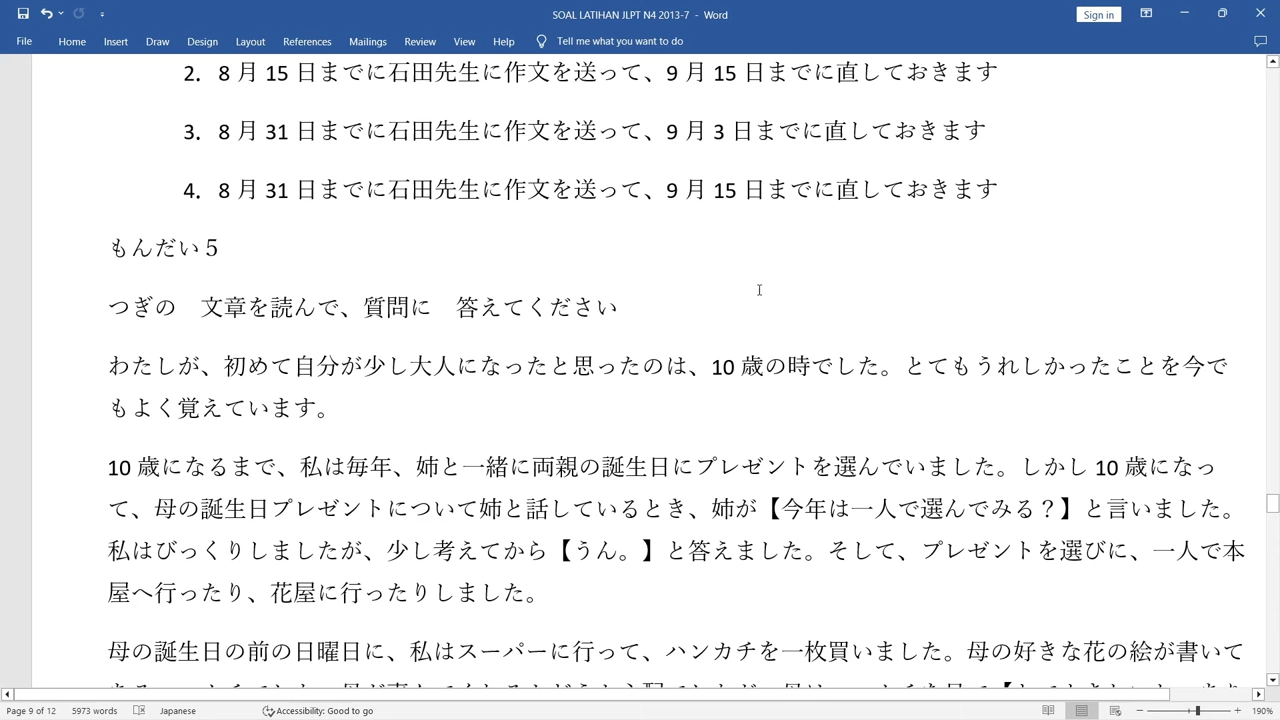 SOAL LATIHAN JLPT N4 2013-7 - Word
Sign in
File Home Insert Draw Design Layout References Mailings Review View Help Tell me what you want to do
2. 8 月 15 日までに石田先生に作文を送って、9 月 15 日までに直しておきます
3. 8 月 31 日までに石田先生に作文を送って、9 月 3 日までに直しておきます
4. 8 月 31 日までに石田先生に作文を送って、9 月 15 日までに直しておきます
もんだい５
つぎの　文章を読んで、質問に　答えてください
わたしが、初めて自分が少し大人になったと思ったのは、10 歳の時でした。とてもうれしかったことを今で
もよく覚えています。
10 歳になるまで、私は毎年、姉と一緒に両親の誕生日にプレゼントを選んでいました。しかし 10 歳になっ
て、母の誕生日プレゼントについて姉と話しているとき、姉が【今年は一人で選んでみる？】と言いました。
私はびっくりしましたが、少し考えてから【うん。】と答えました。そして、プレゼントを選びに、一人で本
屋へ行ったり、花屋に行ったりしました。
母の誕生日の前の日曜日に、私はスーパーに行って、ハンカチを一枚買いました。母の好きな花の絵が書いて
Page 9 of 12 5973 words Japanese Accessibility: Good to go 190%